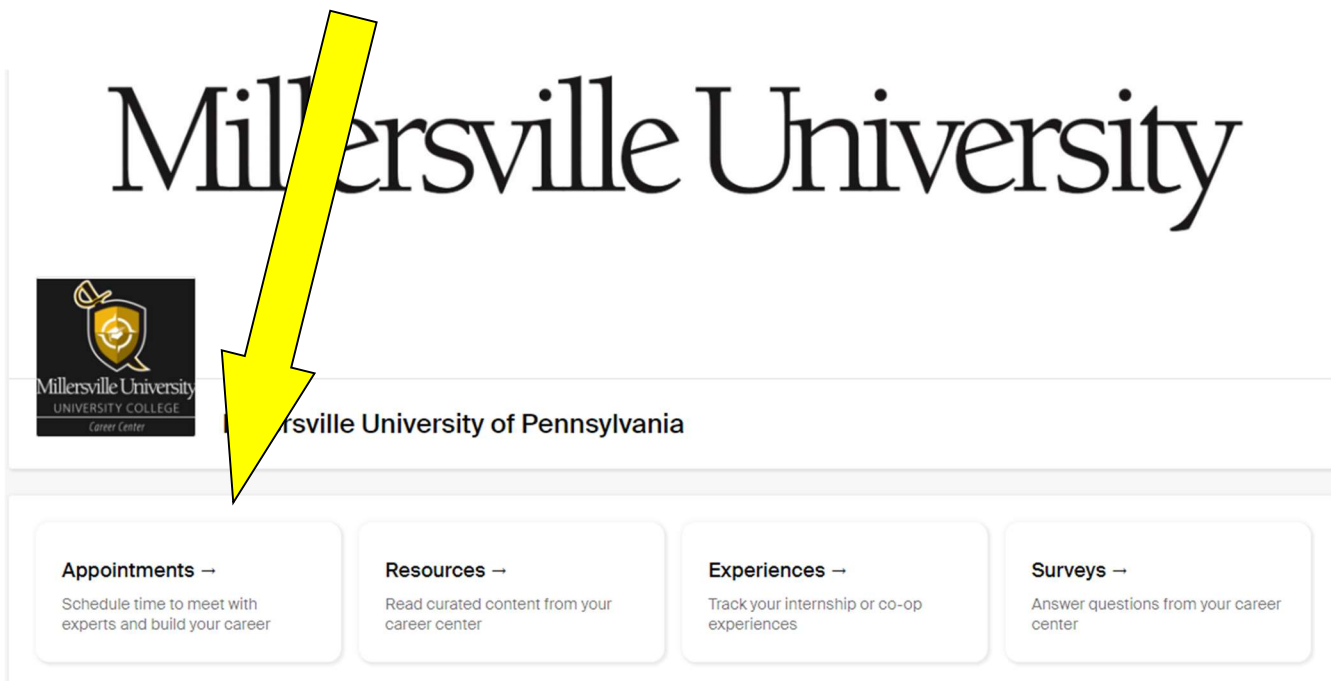 Millersville University
Millersville University
UNIVERSITY COLLEGE
Career Center
Millersville University of Pennsylvania
Appointments →
Schedule time to meet with
experts and build your career
Resources →
Read curated content from your
career center
Experiences →
Track your internship or co-op
experiences
Surveys →
Answer questions from your career
center